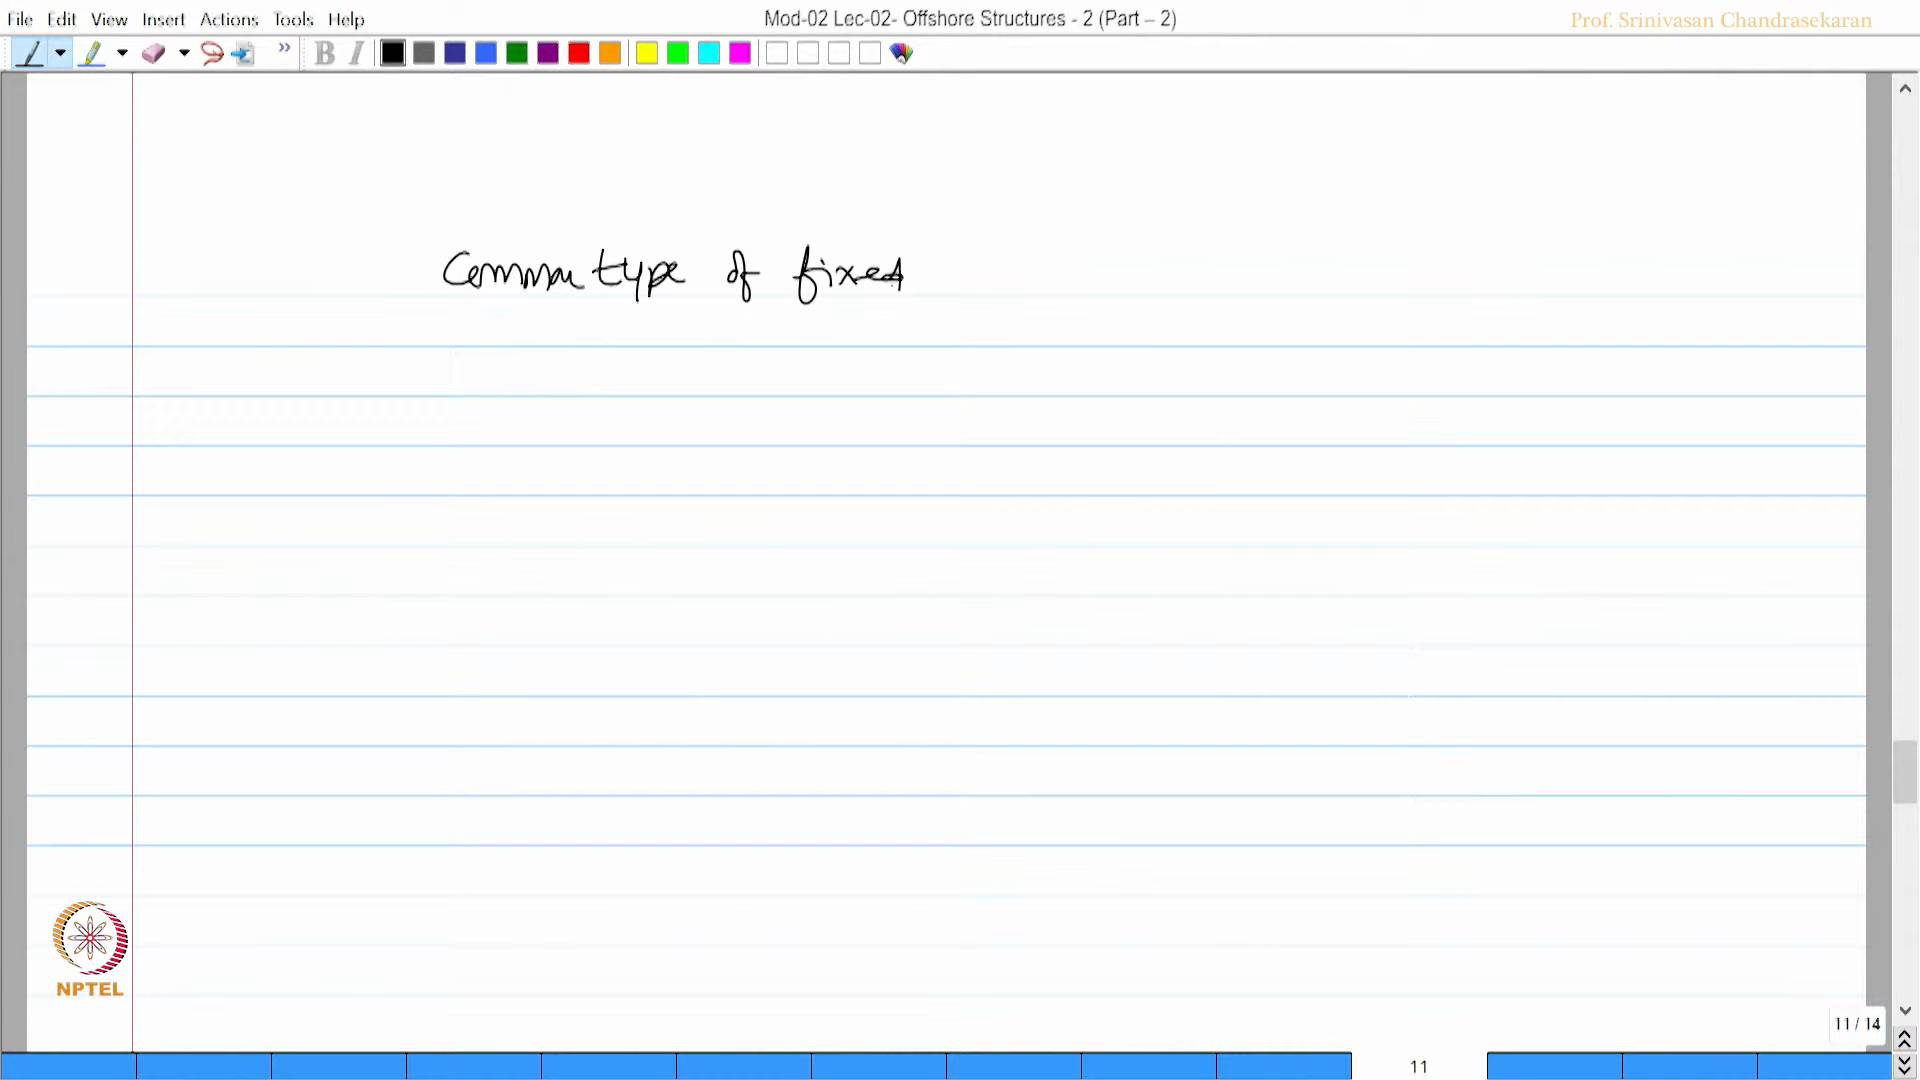 File Edit View Insert Actions Tools Help Mod-02 Lec-02- Offshore Structures - 2 (Part – 2) Prof. Srinivasan Chandrasekaran
» B I
Common type of fixed
NPTEL
11 / 14
11